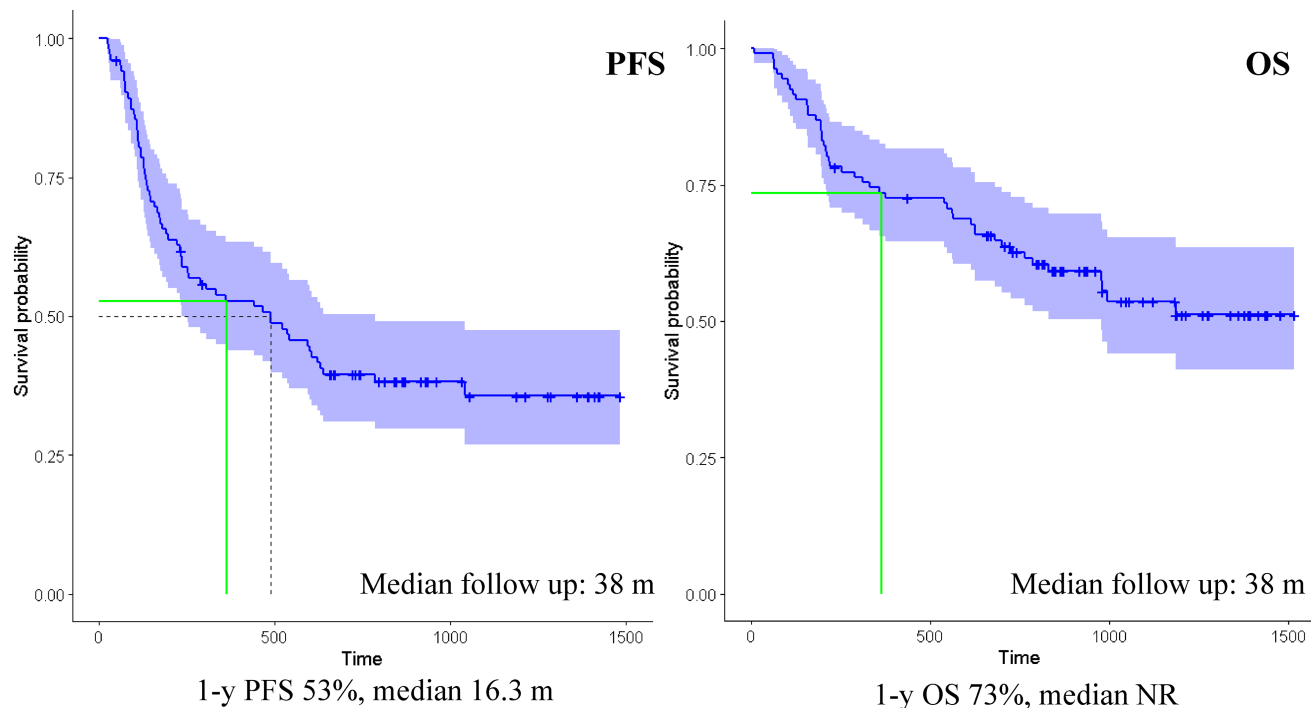 PFS
1.00
0.75
0.50
0.25
0.00
Survival probability
0
500
1000
1500
Time
Median follow up: 38 m
1-y PFS 53%, median 16.3 m
OS
1.00
0.75
0.50
0.25
0.00
Survival probability
0
500
1000
1500
Time
Median follow up: 38 m
1-y OS 73%, median NR